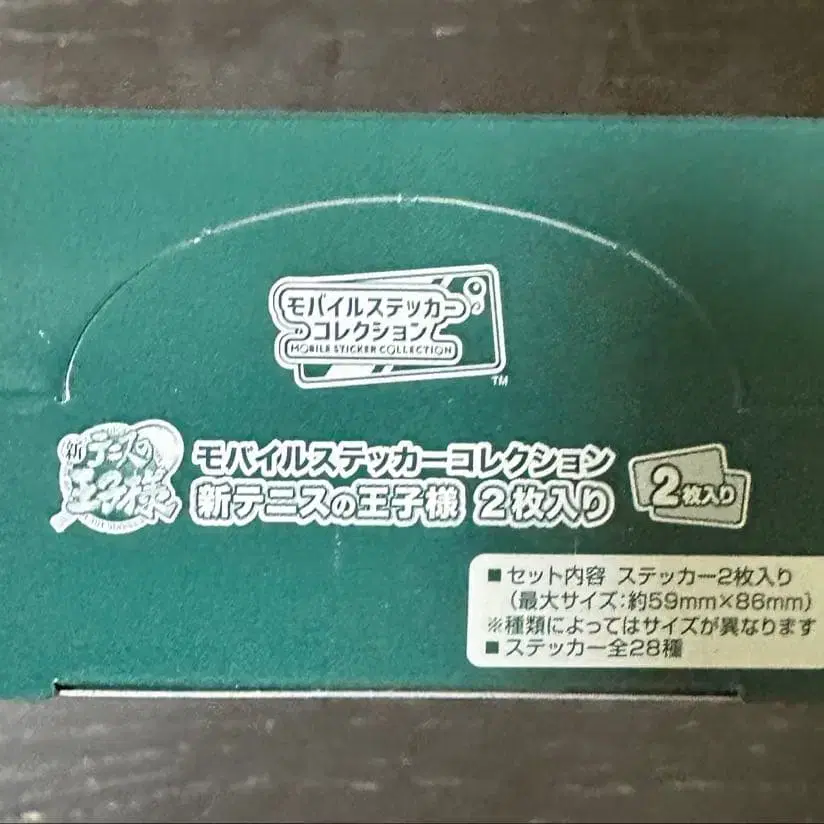 モバイルステッカー
コレクション
MOBILE STICKER COLLECTION
TM
新テニスの
王子様
モバイルステッカーコレクション
新テニスの王子様 2枚入り
2枚入り
■セット内容 ステッカー2枚入り
(最大サイズ:約59mm×86mm)
※種類によってはサイズが異なります
■ステッカー全28種